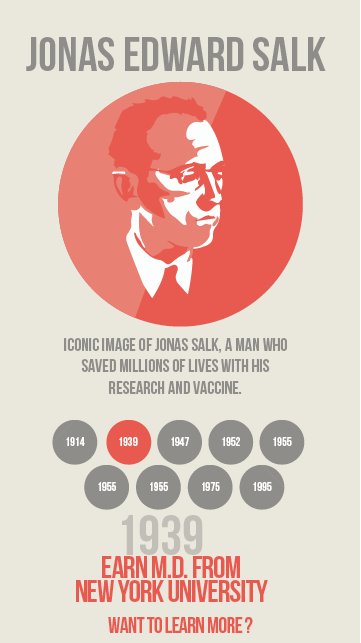 JONAS EDWARD SALK
ICONIC IMAGE OF JONAS SALK, A MAN WHO
SAVED MILLIONS OF LIVES WITH HIS
RESEARCH AND VACCINE.
1914 1939 1947 1952 1955
1955 1955 1975 1995
1939
EARN M.D. FROM
NEW YORK UNIVERSITY
WANT TO LEARN MORE ?